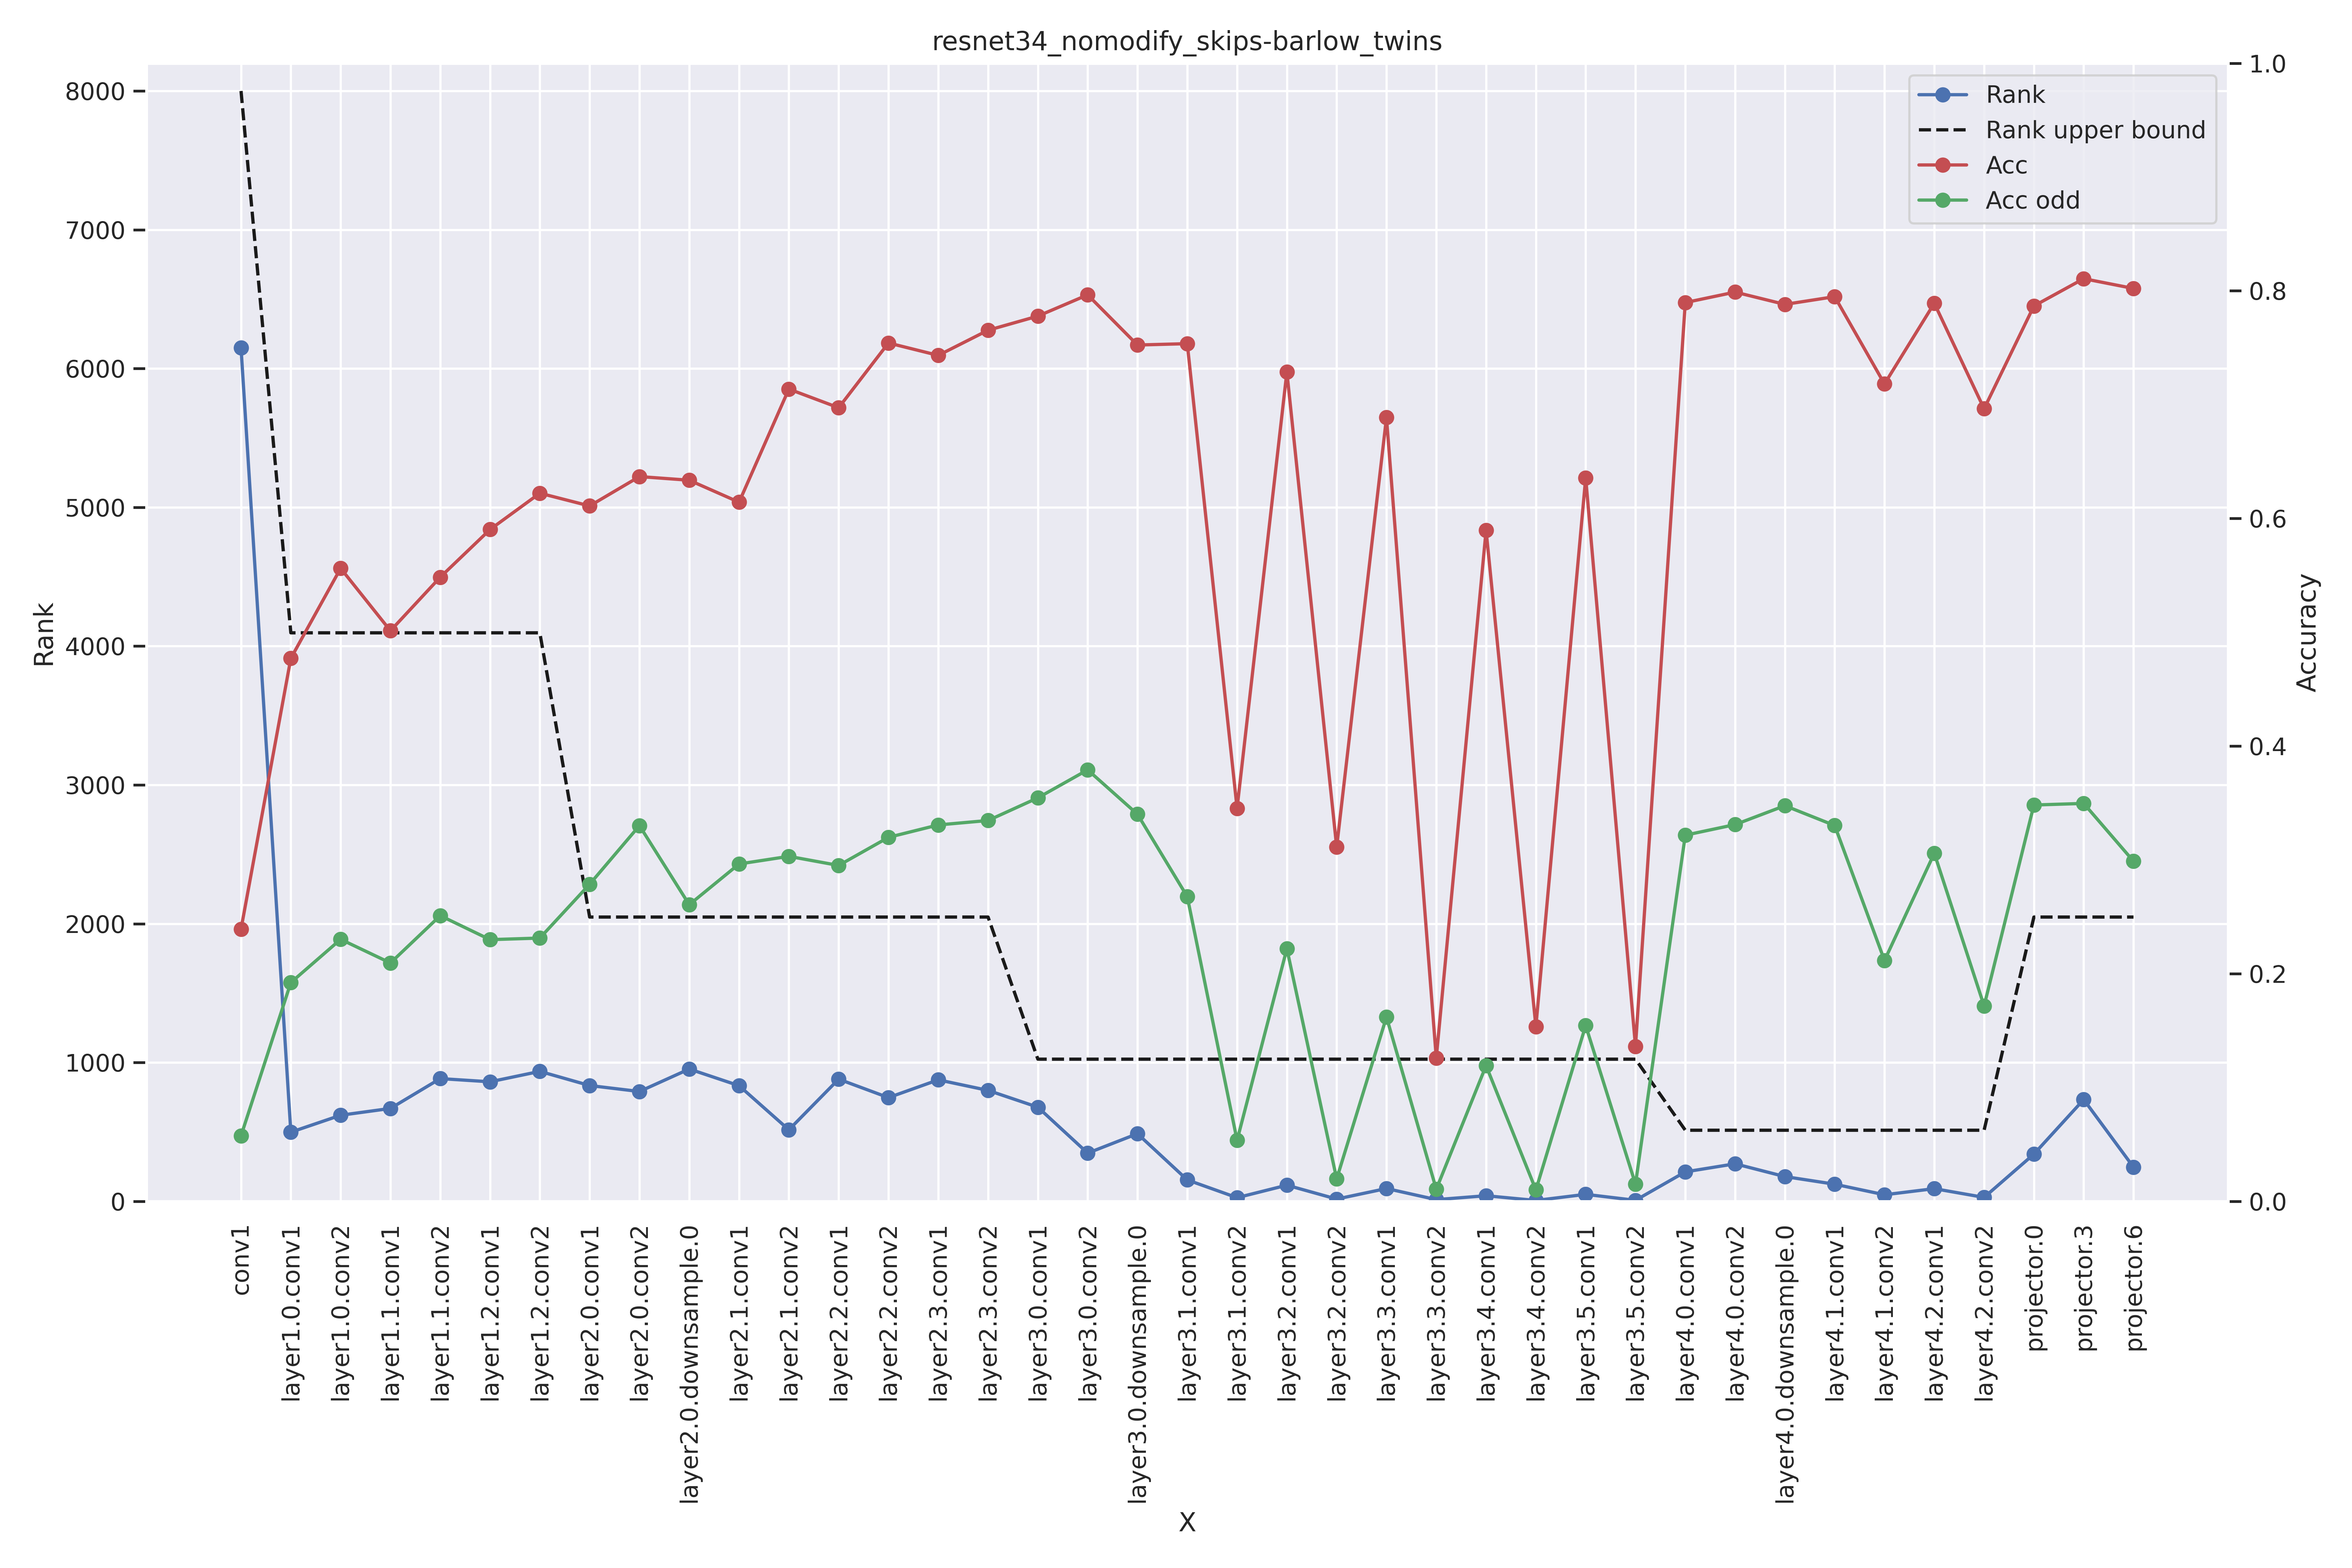 resnet34_nomodify_skips-barlow_twins
Rank
Rank upper bound
Acc
Acc odd
8000
7000
6000
5000
4000
3000
2000
1000
0
Rank
1.0
0.8
0.6
0.4
0.2
0.0
Accuracy
conv1
layer1.0.conv1
layer1.0.conv2
layer1.1.conv1
layer1.1.conv2
layer1.2.conv1
layer1.2.conv2
layer2.0.conv1
layer2.0.conv2
layer2.0.downsample.0
layer2.1.conv1
layer2.1.conv2
layer2.2.conv1
layer2.2.conv2
layer2.3.conv1
layer2.3.conv2
layer3.0.conv1
layer3.0.conv2
layer3.0.downsample.0
layer3.1.conv1
layer3.1.conv2
layer3.2.conv1
layer3.2.conv2
layer3.3.conv1
layer3.3.conv2
layer3.4.conv1
layer3.4.conv2
layer3.5.conv1
layer3.5.conv2
layer4.0.conv1
layer4.0.conv2
layer4.0.downsample.0
layer4.1.conv1
layer4.1.conv2
layer4.2.conv1
layer4.2.conv2
projector.0
projector.3
projector.6
X